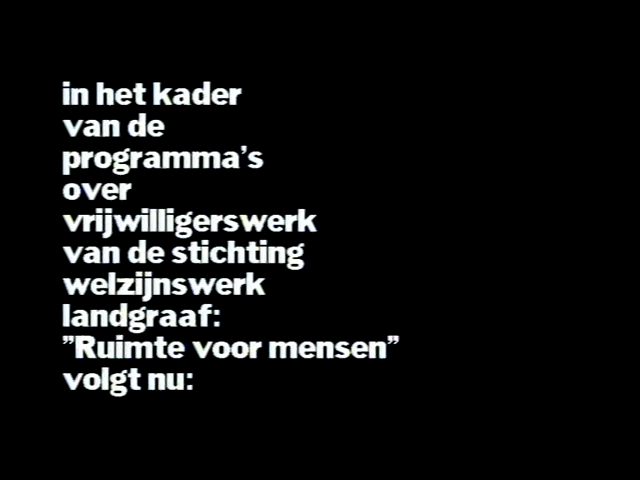 in het kader
van de
programma's
over
vrijwilligerswerk
van de stichting
welzijnswerk
landgraaf:
”Ruimte voor mensen”
volgt nu: